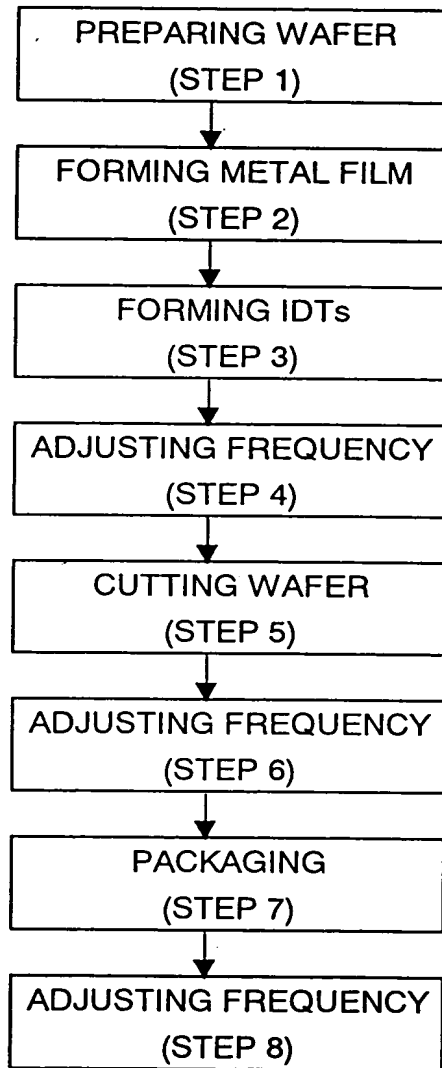 PREPARING WAFER
(STEP 1)
FORMING METAL FILM
(STEP 2)
FORMING IDTs
(STEP 3)
ADJUSTING FREQUENCY
(STEP 4)
CUTTING WAFER
(STEP 5)
ADJUSTING FREQUENCY
(STEP 6)
PACKAGING
(STEP 7)
ADJUSTING FREQUENCY
(STEP 8)